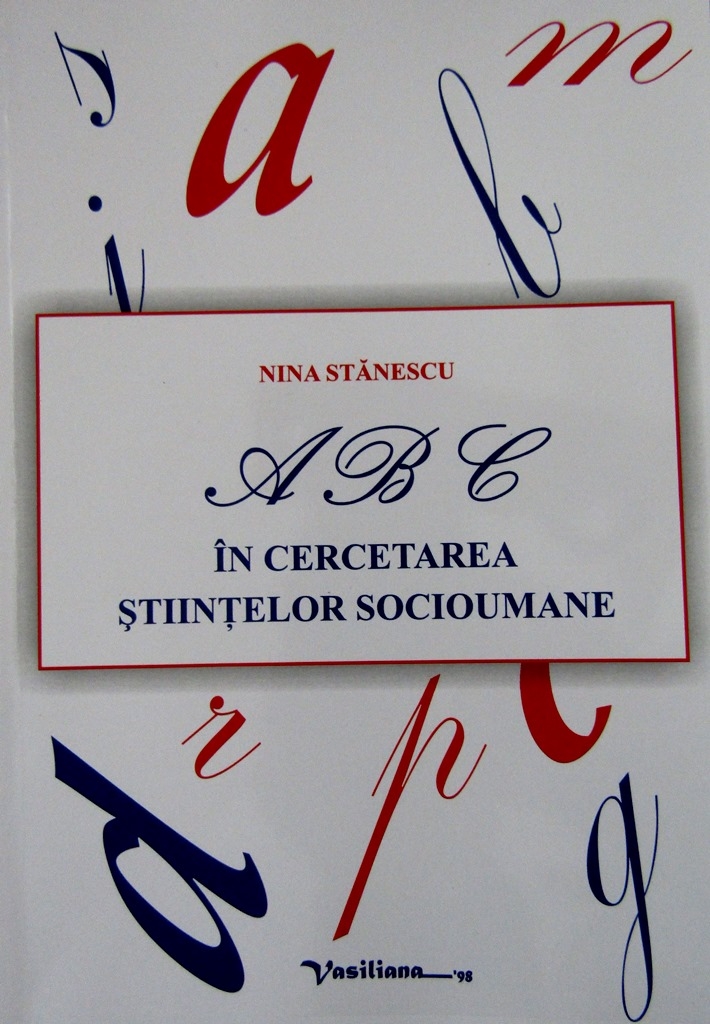 s
a
m
b
i
NINA STĂNESCU
A B C
ÎN CERCETAREA
ŞTIINŢELOR SOCIOUMANE
r
p
c
d
g
Vasiliana '98